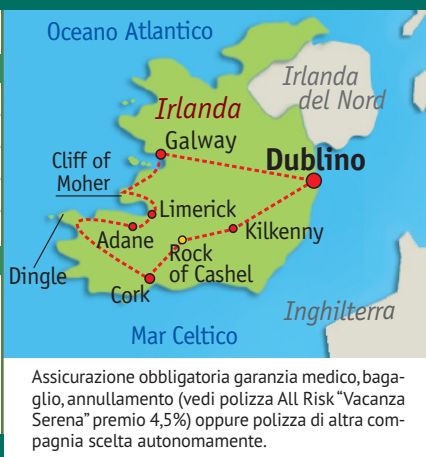 Oceano Atlantico
Irlanda
del Nord
Irlanda
Galway
Dublino
Cliff of
Moher
Limerick
Adane
Kilkenny
Rock
of Cashel
Dingle
Cork
Inghilterra
Mar Celtico
Assicurazione obbligatoria garanzia medico, baga-
glio, annullamento (vedi polizza All Risk “Vacanza
Serena” premio 4,5%) oppure polizza di altra com-
pagnia scelta autonomamente.